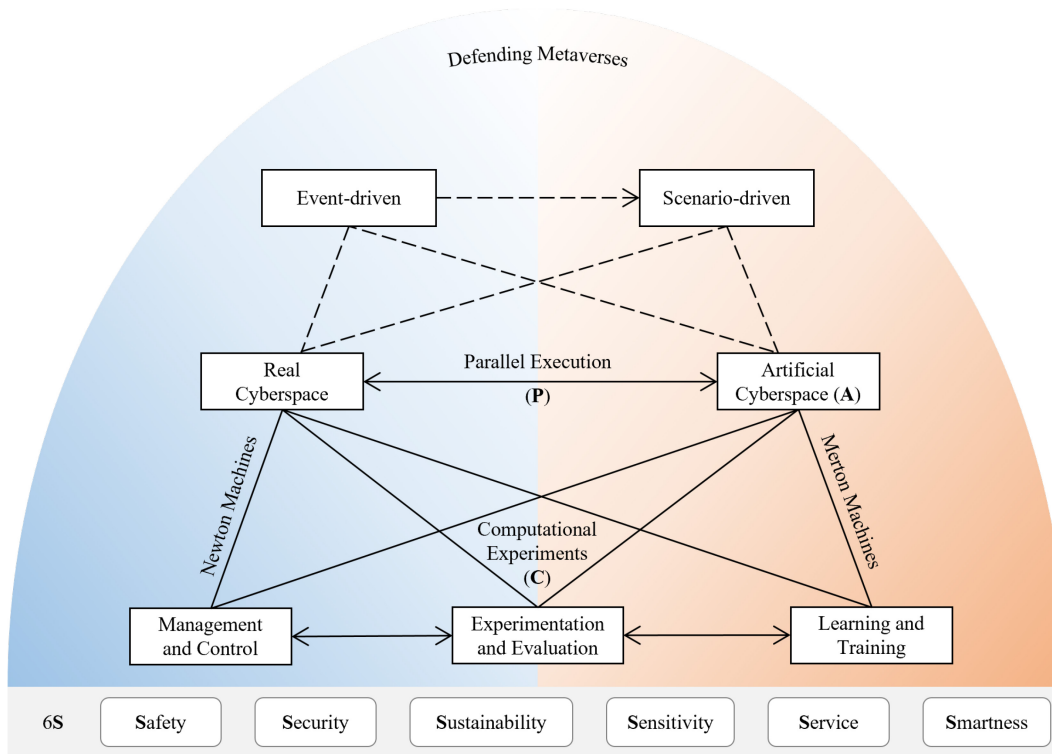 Defending Metaverses
Event-driven
Scenario-driven
Real
Cyberspace
Parallel Execution
(P)
Artificial
Cyberspace (A)
Newton Machines
Merton Machines
Computational
Experiments
(C)
Management
and Control
Experimentation
and Evaluation
Learning and
Training
6S
Safety
Security
Sustainability
Sensitivity
Service
Smartness